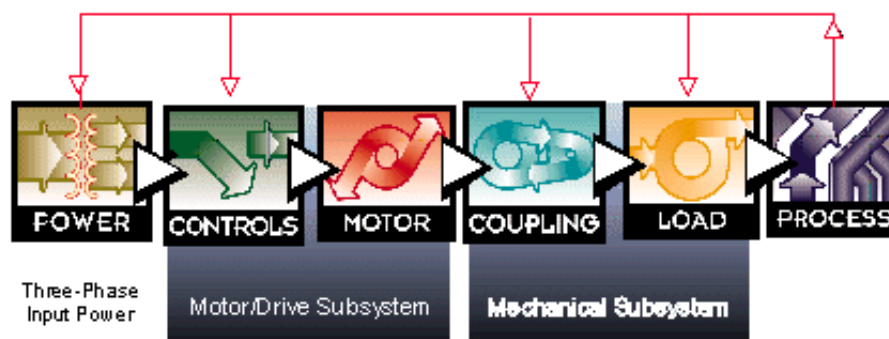 POWER
CONTROLS
MOTOR
COUPLING
LOAD
PROCESS
Three-Phase
Input Power
Motor/Drive Subsystem
Mechanical Subsystem